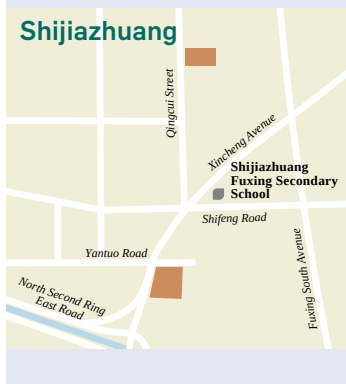 Shijiazhuang
Qingcui Street
Xincheng Avenue
Shijiazhuang
Fuxing Secondary
School
Shifeng Road
Yantuo Road
Fuxing South Avenue
North Second Ring
East Road